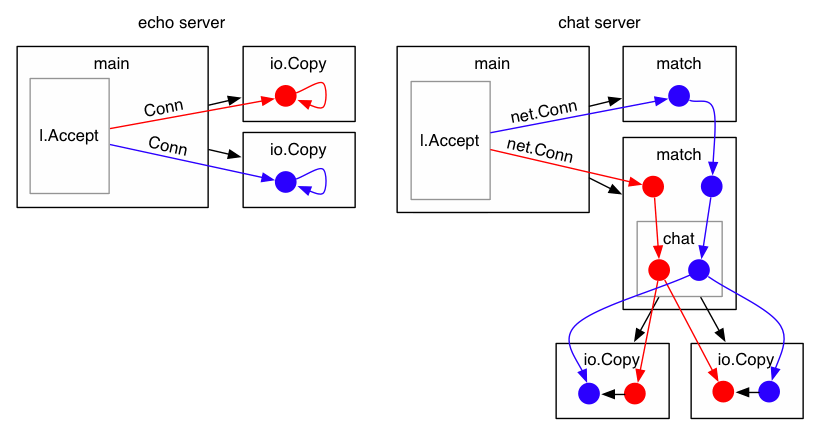 echo server
main
l.Accept
Conn
Conn
io.Copy
io.Copy
chat server
main
l.Accept
net.Conn
net.Conn
match
match
chat
io.Copy
io.Copy